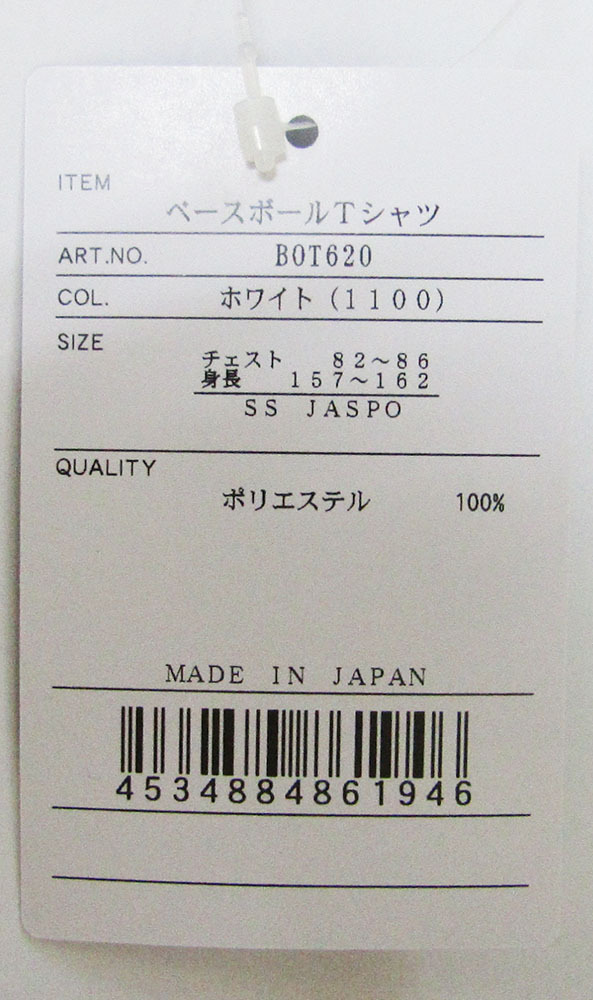 ITEM
ベースボールTシャツ
ART.NO. BOT620
COL. ホワイト(1100)
SIZE
チェスト 82~86
身長 157~162
SS JASPO
QUALITY
ポリエステル 100%
MADE IN JAPAN
4534884861946